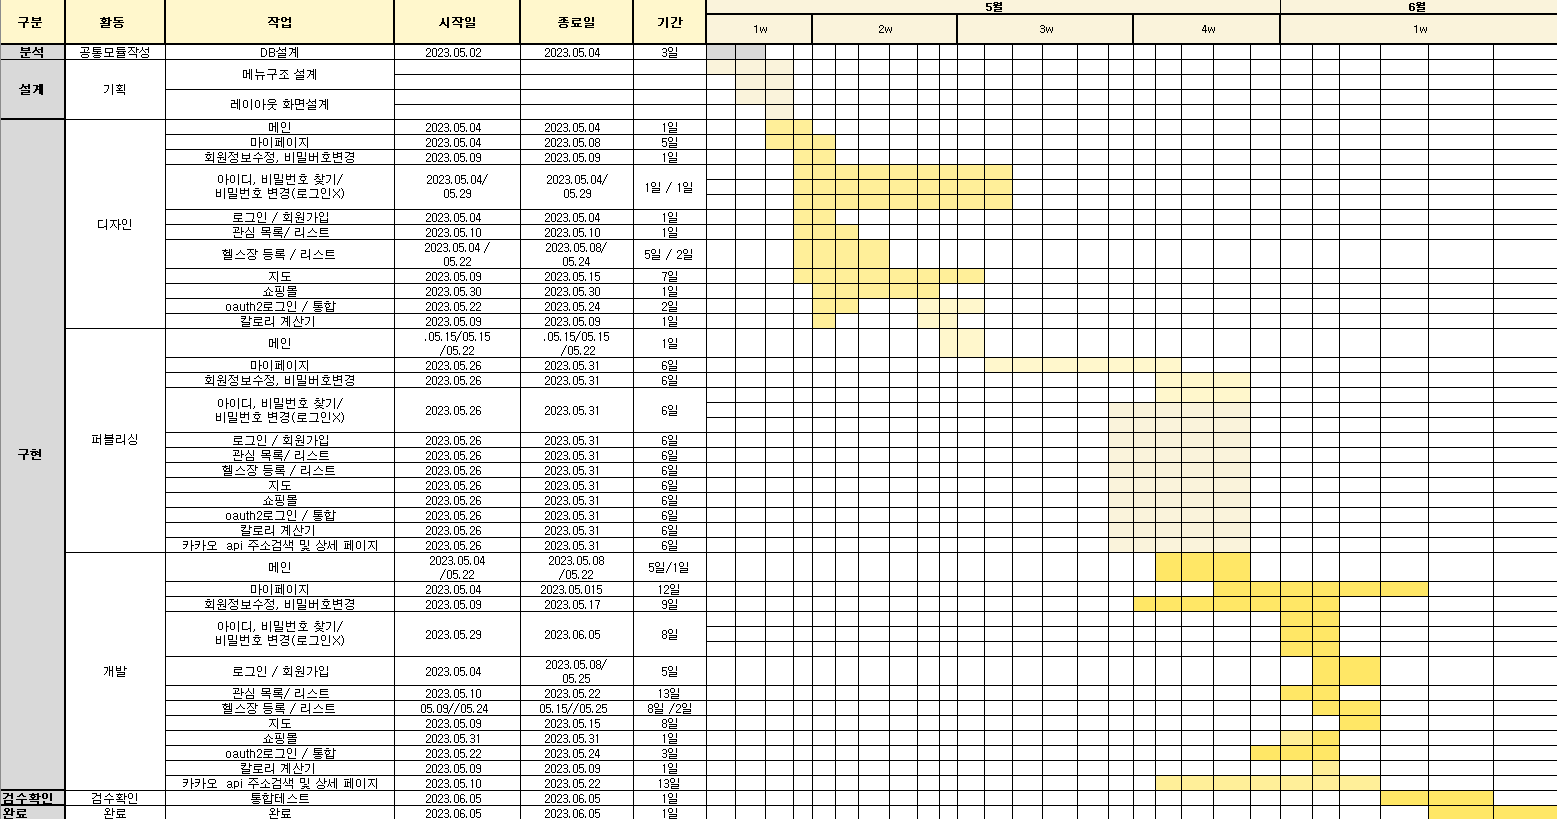 구분 활동 작업 시작일 종료일 기간 5월 6월
1w 2w 3w 4w 1w
분석 공통모듈작성 DB설계 2023.05.02 2023.05.04 3일
설계 기획 메뉴구조 설계
레이아웃 화면설계
구현 디자인 메인 2023.05.04 2023.05.04 1일
마이페이지 2023.05.04 2023.05.08 5일
회원정보수정, 비밀버호변경 2023.05.09 2023.05.09 1일
아이디, 비밀번호 찾기/ 2023.05.04/ 2023.05.04/ 1일 / 1일
비밀번호 변경(로그인X) 05.29 05.29
로그인 / 회원가입 2023.05.04 2023.05.04 1일
관심 목록/ 리스트 2023.05.10 2023.05.10 1일
헬스장 등록 / 리스트 2023.05.04 / 2023.05.08/ 5일 / 2일
05.22 05.24
지도 2023.05.09 2023.05.15 7일
쇼핑몰 2023.05.30 2023.05.30 1일
oauth2로그인 / 통합 2023.05.22 2023.05.24 2일
칼로리 계산기 2023.05.09 2023.05.09 1일
퍼블리싱 메인 .05.15/05.15 .05.15/05.15 1일
/05.22 /05.22
마이페이지 2023.05.26 2023.05.31 6일
회원정보수정, 비밀버호변경 2023.05.26 2023.05.31 6일
아이디, 비밀번호 찾기/ 2023.05.26 2023.05.31 6일
비밀번호 변경(로그인X)
로그인 / 회원가입 2023.05.26 2023.05.31 6일
관심 목록/ 리스트 2023.05.26 2023.05.31 6일
헬스장 등록 / 리스트 2023.05.26 2023.05.31 6일
지도 2023.05.26 2023.05.31 6일
쇼핑몰 2023.05.26 2023.05.31 6일
oauth2로그인 / 통합 2023.05.26 2023.05.31 6일
칼로리 계산기 2023.05.26 2023.05.31 6일
카카오 api 주소검색 및 상세 페이지 2023.05.26 2023.05.31 6일
개발 메인 2023.05.04 2023.05.08 5일/1일
/05.22 /05.22
마이페이지 2023.05.04 2023.05.015 12일
회원정보수정, 비밀버호변경 2023.05.09 2023.05.17 9일
아이디, 비밀번호 찾기/ 2023.05.29 2023.06.05 8일
비밀번호 변경(로그인X)
로그인 / 회원가입 2023.05.04 2023.05.08/ 5일
05.25
관심 목록/ 리스트 2023.05.10 2023.05.22 13일
헬스장 등록 / 리스트 05.09//05.24 05.15//05.25 8일 /2일
지도 2023.05.09 2023.05.15 8일
쇼핑몰 2023.05.31 2023.05.31 1일
oauth2로그인 / 통합 2023.05.22 2023.05.24 3일
칼로리 계산기 2023.05.09 2023.05.09 1일
카카오 api 주소검색 및 상세 페이지 2023.05.10 2023.05.22 13일
검수확인 검수확인 통합테스트 2023.06.05 2023.06.05 1일
완료 완료 완료 2023.06.05 2023.06.05 1일